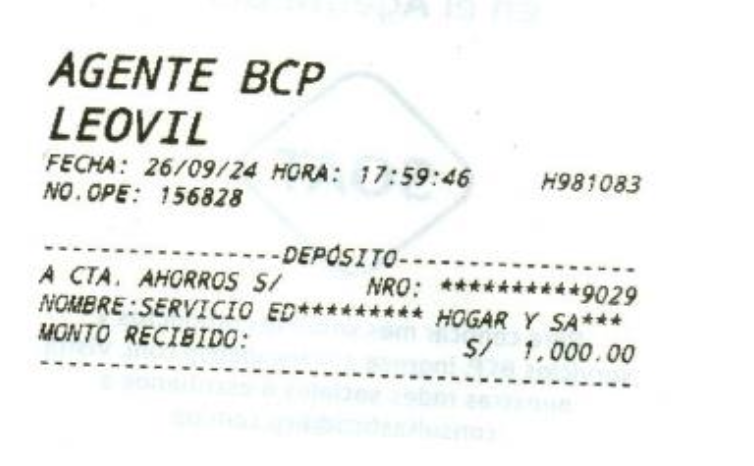 AGENTE BCP
LEOVIL
FECHA: 26/09/24 HORA: 17:59:46 H981083
NO.OPE: 156828
-----------------DEPÓSITO-----------------
A CTA. AHORROS S/ NRO: **********9029
NOMBRE:SERVICIO ED********* HOGAR Y SA***
MONTO RECIBIDO: S/ 1,000.00
------------------------------------------